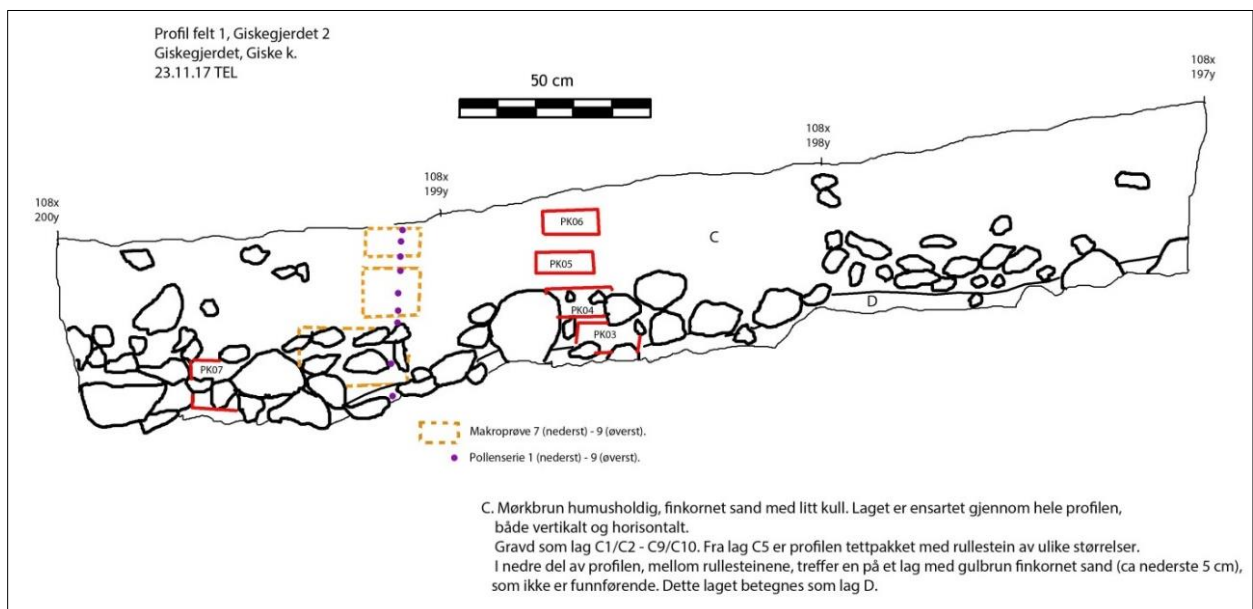 Profil felt 1, Giskegjerdet 2
Giskegjerdet, Giske k.
23.11.17 TEL
50 cm
108x
197y
108x
198y
108x
199y
108x
200y
PK06
C
PK05
PK04
D
PK03
PK07
Makroprøve 7 (nederst) - 9 (øverst).
Pollenserie 1 (nederst) - 9 (øverst).
C. Mørkbrun humusholdig, finkornet sand med litt kull. Laget er ensartet gjennom hele profilen,
både vertikalt og horisontalt.
Gravd som lag C1/C2 - C9/C10. Fra lag C5 er profilen tettpakket med rullestein av ulike størrelser.
I nedre del av profilen, mellom rullesteinene, treffer en på et lag med gulbrun finkornet sand (ca nederste 5 cm),
som ikke er funnførende. Dette laget betegnes som lag D.